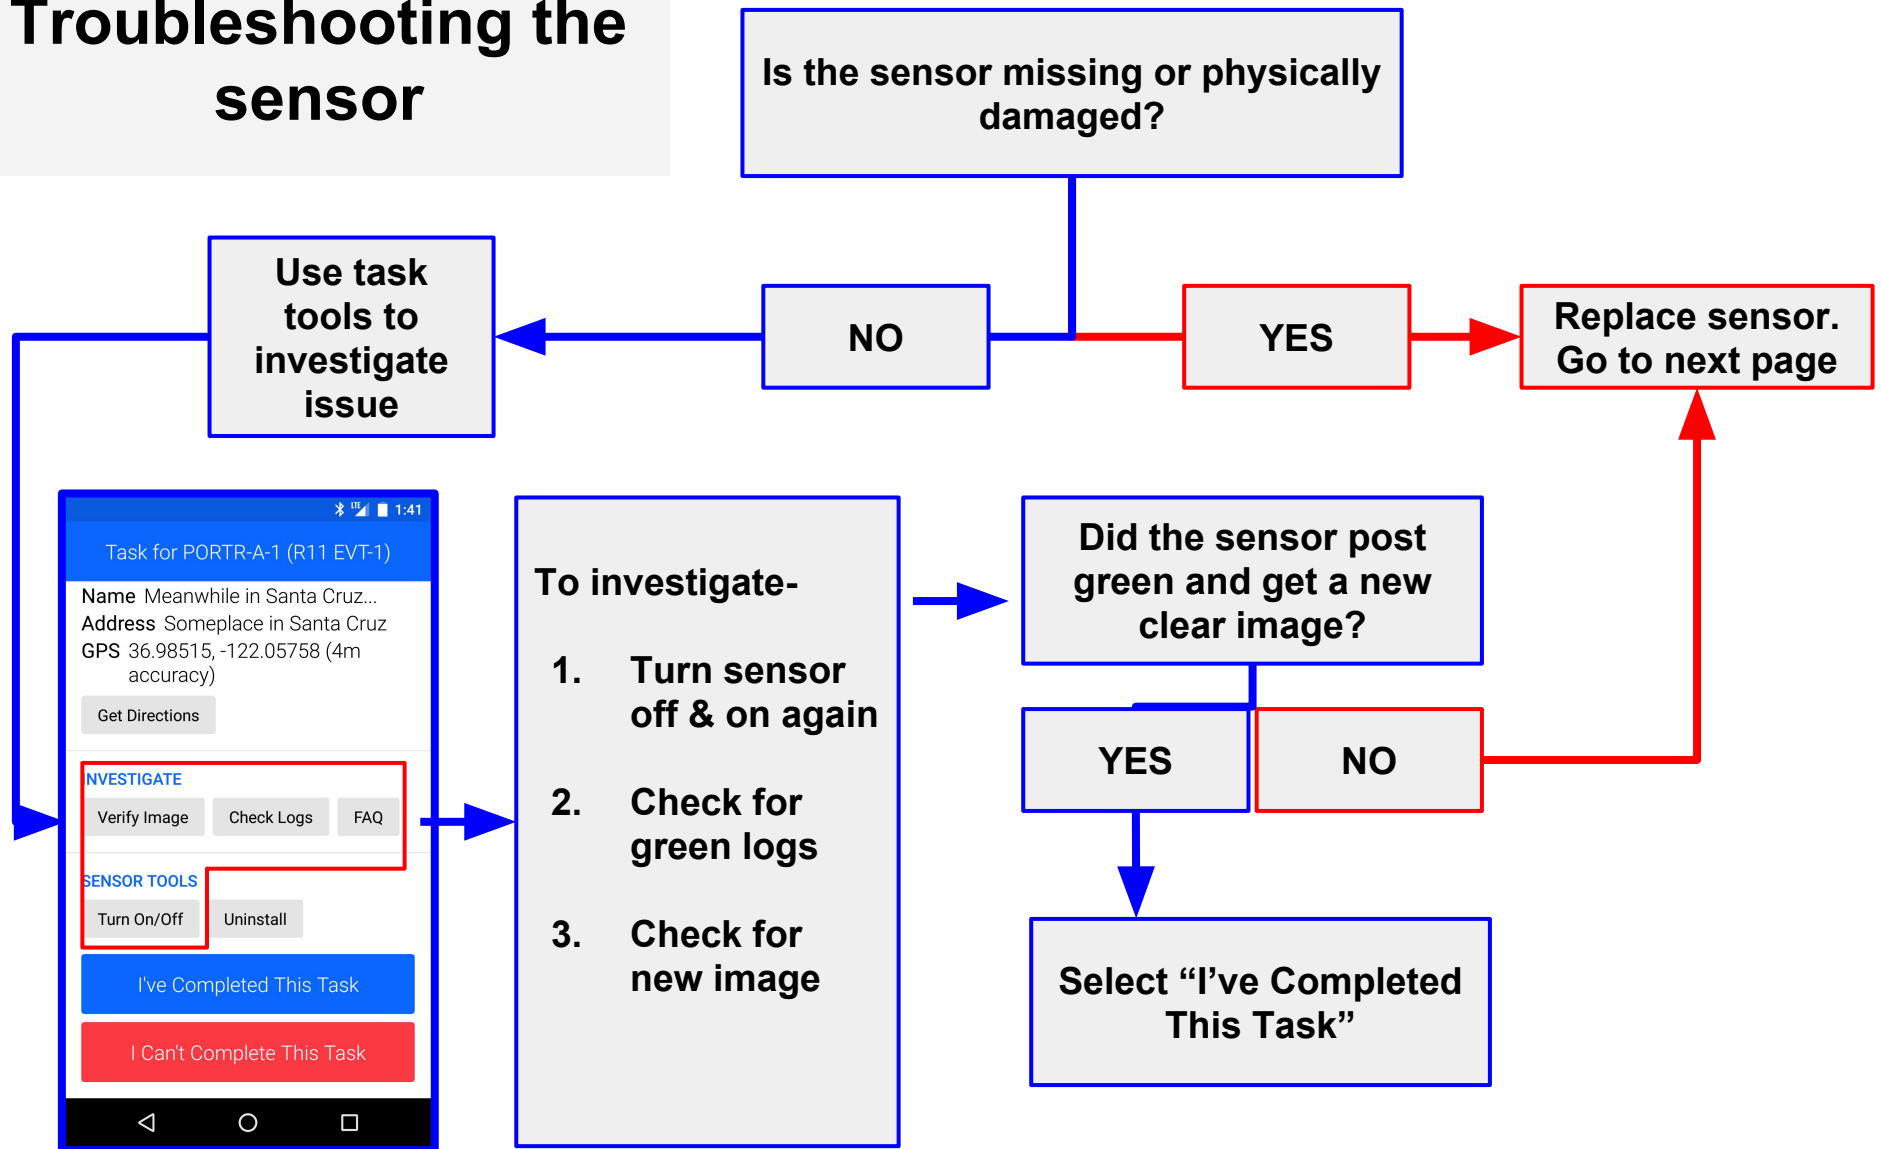 Troubleshooting the
sensor
Is the sensor missing or physically
damaged?
Use task
tools to
investigate
issue
NO
YES
Replace sensor.
Go to next page
LTE 1:41
Task for PORTR-A-1 (R11 EVT-1)
Name Meanwhile in Santa Cruz...
Address Someplace in Santa Cruz
GPS 36.98515, -122.05758 (4m
accuracy)
Get Directions
INVESTIGATE
Verify Image Check Logs FAQ
SENSOR TOOLS
Turn On/Off Uninstall
I've Completed This Task
I Can't Complete This Task
To investigate-
1. Turn sensor
off & on again
2. Check for
green logs
3. Check for
new image
Did the sensor post
green and get a new
clear image?
YES
NO
Select “I’ve Completed
This Task”